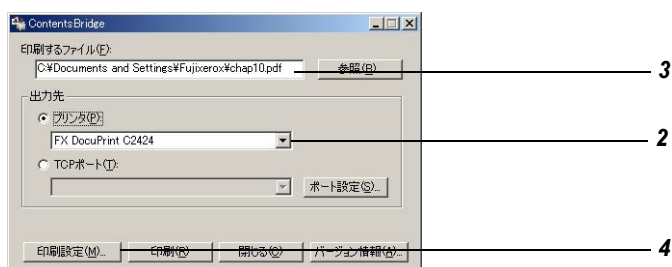 ContentsBridge
印刷するファイル(F):
C:¥Documents and Settings¥Fujixerox¥chap10.pdf
参照(B)
3
出力先
プリンタ(P):
FX DocuPrint C2424
2
TCPポート(T):
ポート設定(S)...
印刷設定(M)... 印刷(R) 閉じる(C) バージョン情報(A)...
4